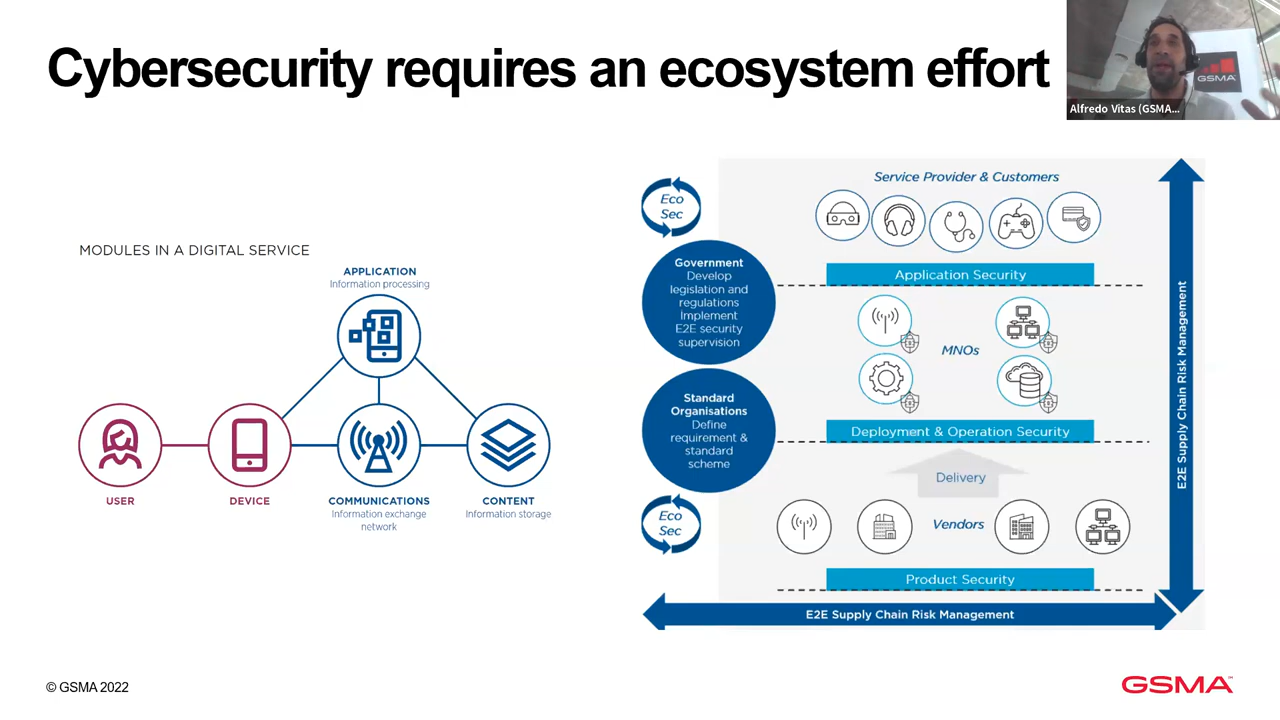 Cybersecurity requires an ecosystem effort
GSMA
Alfredo Vitas (GSMA...
MODULES IN A DIGITAL SERVICE
APPLICATION
Information processing
USER
DEVICE
COMMUNICATIONS
Information exchange
network
CONTENT
Information storage
Eco
Sec
Government
Develop
legislation and
regulations
Implement
E2E security
supervision
Standard
Organisations
Define
requirement &
standard
scheme
Eco
Sec
Service Provider & Customers
Application Security
MNOs
Deployment & Operation Security
Delivery
Vendors
Product Security
E2E Supply Chain Risk Management
E2E Supply Chain Risk Management
© GSMA 2022
GSMA™